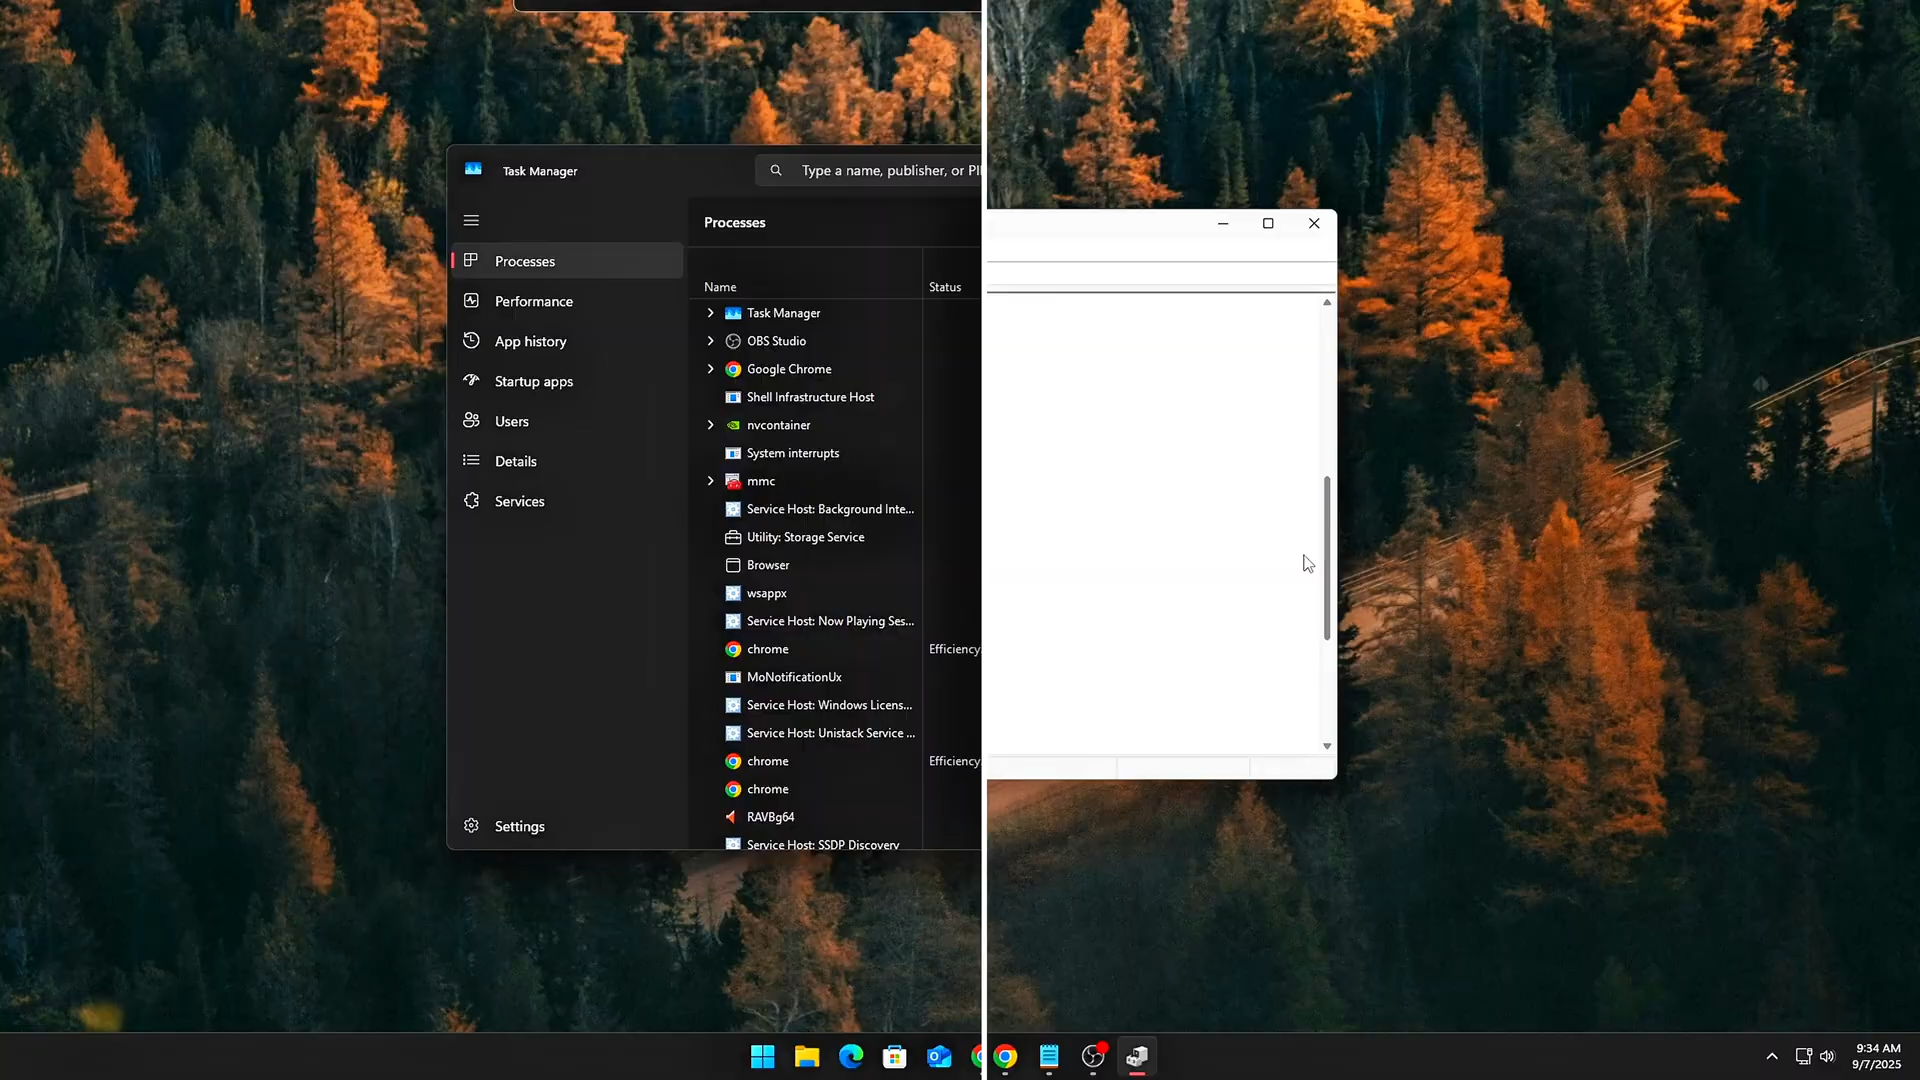 Task Manager
Type a name, publisher, or PI
Processes
Processes
Performance
App history
Startup apps
Users
Details
Services
Settings
Name
Status
Task Manager
OBS Studio
Google Chrome
Shell Infrastructure Host
nvcontainer
System interrupts
mmc
Service Host: Background Inte...
Utility: Storage Service
Browser
wsappx
Service Host: Now Playing Ses...
chrome
Efficiency
MoNotificationUx
Service Host: Windows Licens...
Service Host: Unistack Service ...
chrome
Efficiency
chrome
RAVBg64
Service Host: SSDP Discovery
9:34 AM
9/7/2025